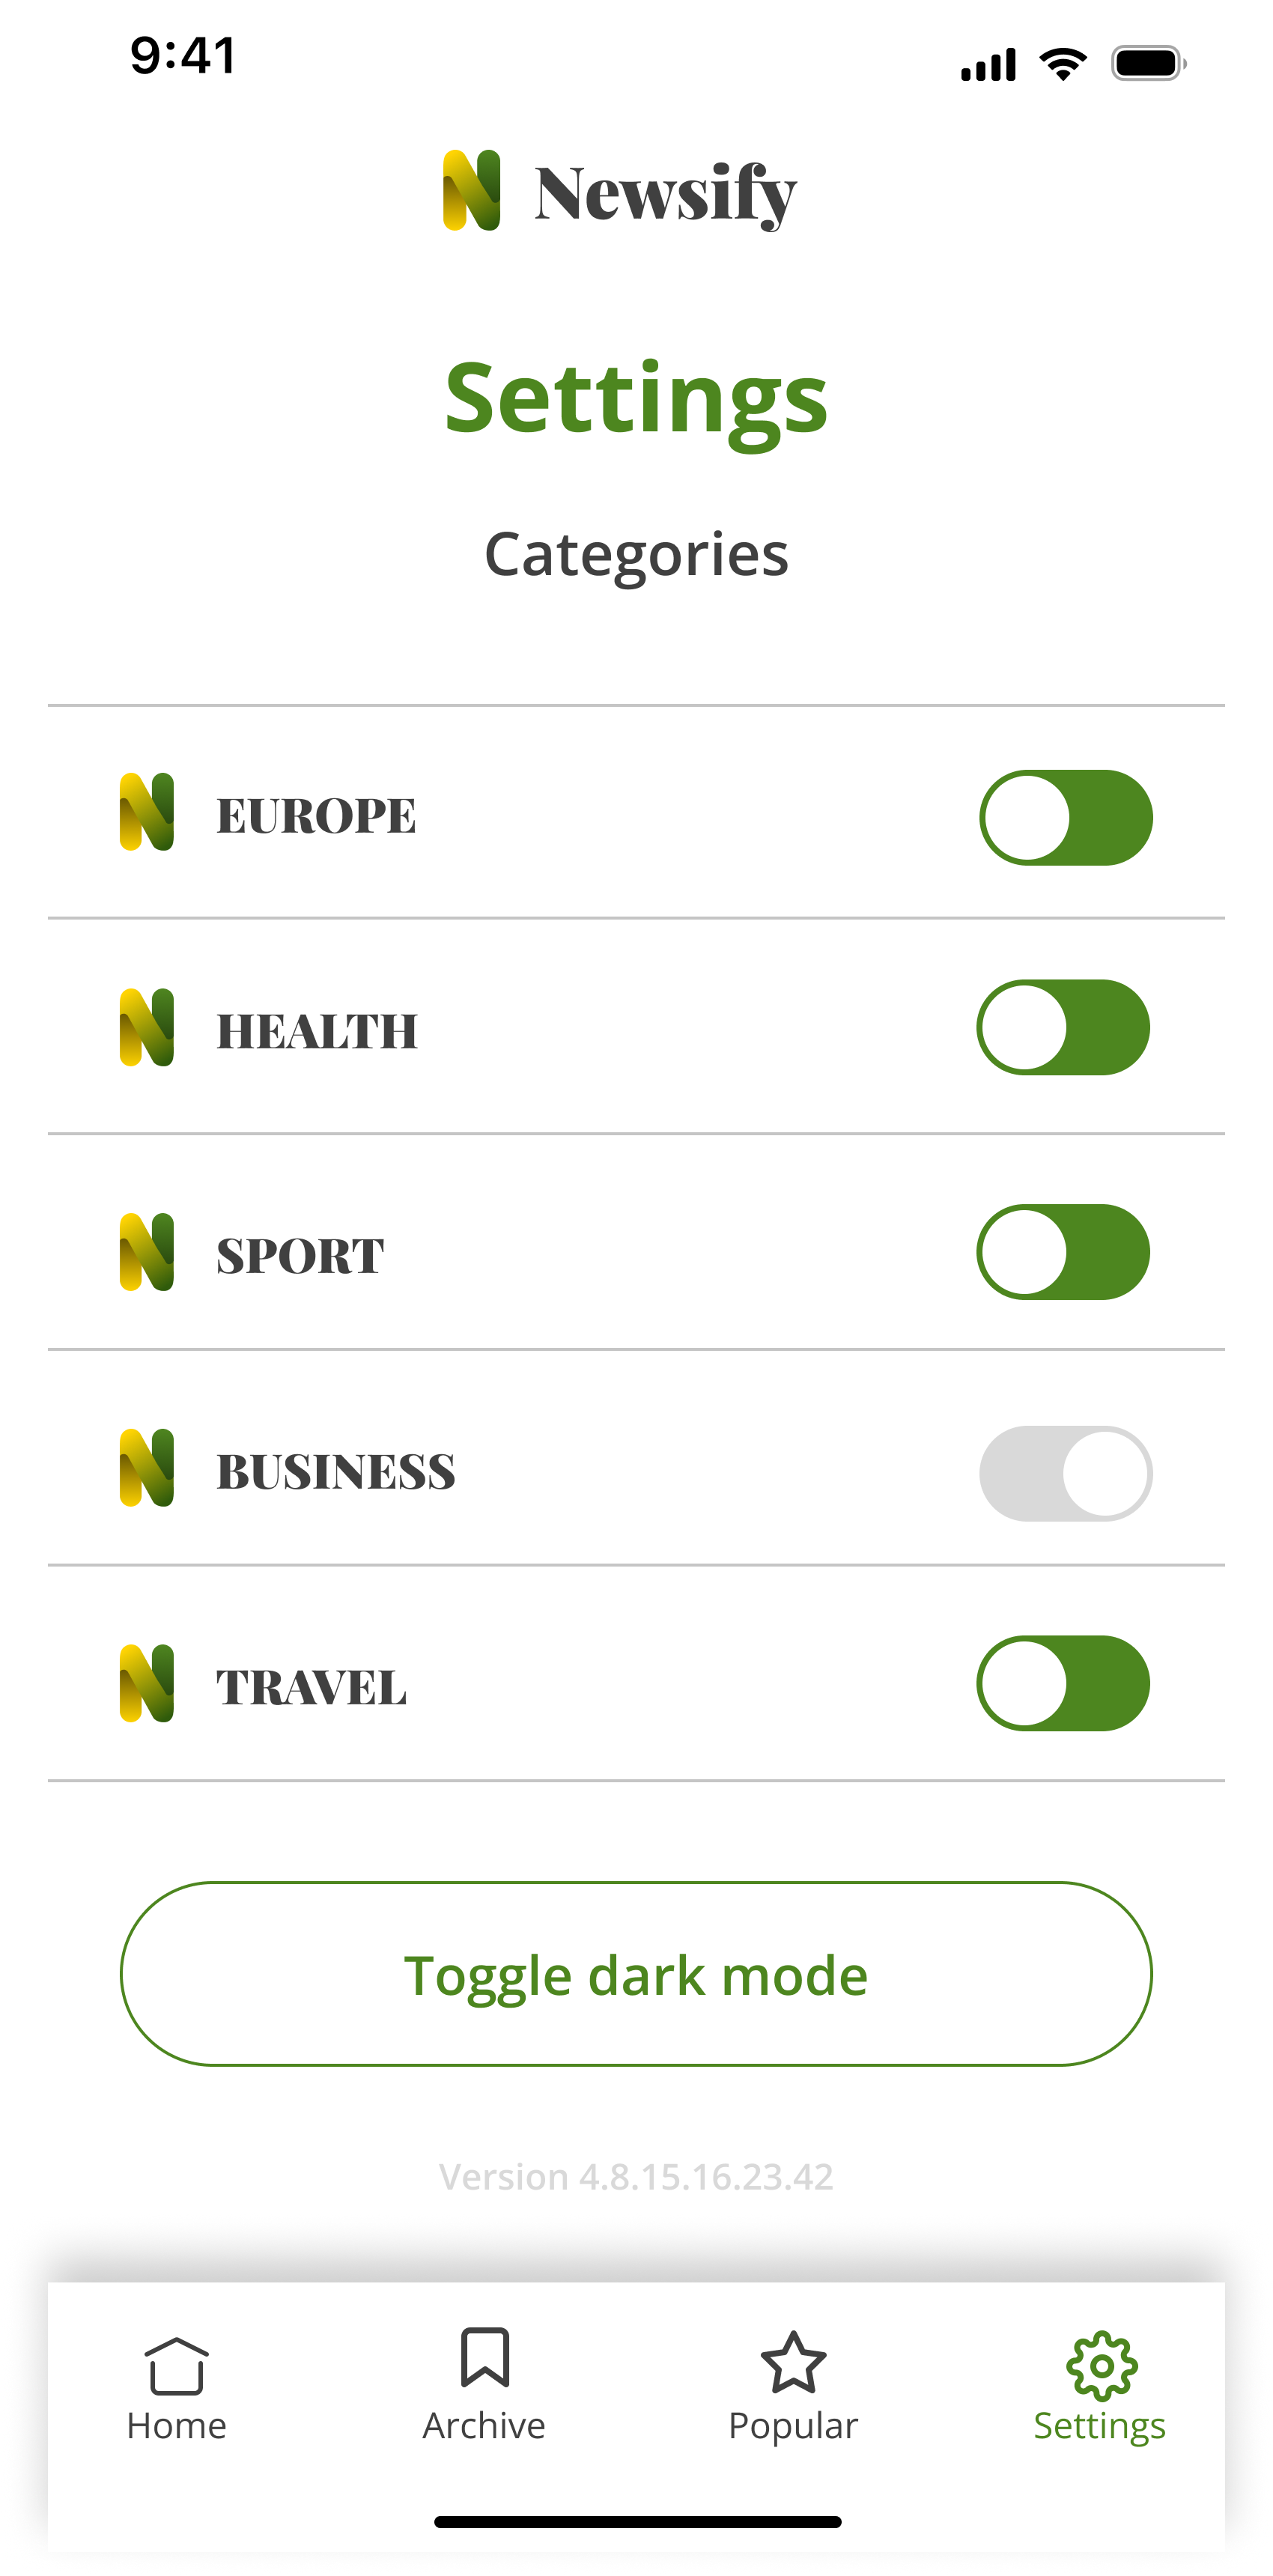 9:41
Newsify
Settings
Categories
EUROPE
HEALTH
SPORT
BUSINESS
TRAVEL
Toggle dark mode
Version 4.8.15.16.23.42
Home Archive Popular Settings